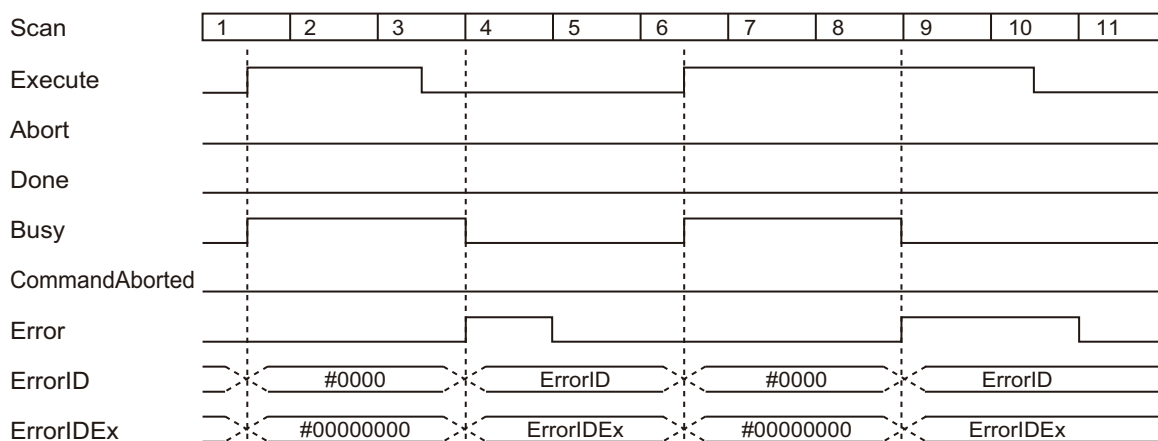 Scan 1 2 3 4 5 6 7 8 9 10 11
Execute
Abort
Done
Busy
CommandAborted
Error
ErrorID #0000 ErrorID #0000 ErrorID
ErrorIDEx #00000000 ErrorIDEx #00000000 ErrorIDEx